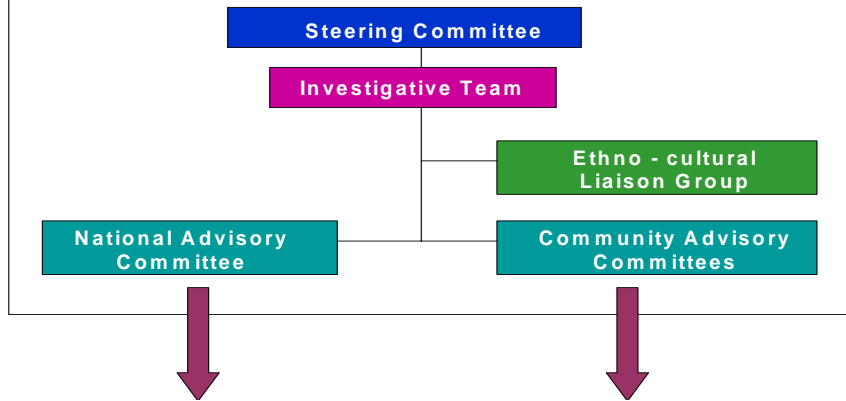 Steering Committee
Investigative Team
Ethno - cultural
Liaison Group
National Advisory
Committee
Community Advisory
Committees